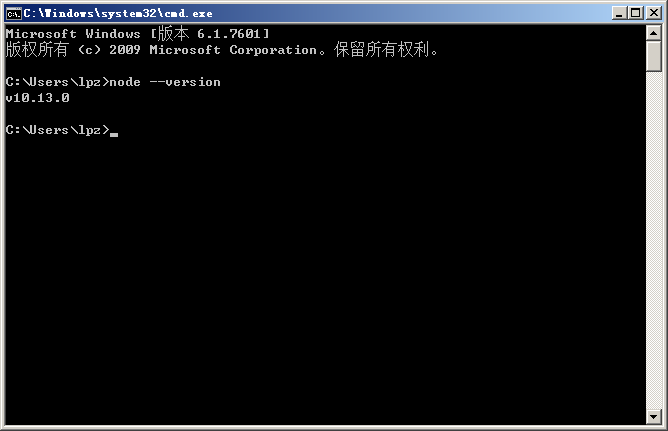 C:\Windows\system32\cmd.exe
Microsoft Windows [版本 6.1.7601]
版权所有 (c) 2009 Microsoft Corporation。保留所有权利。
C:\Users\lpz>node --version
v10.13.0
C:\Users\lpz>_